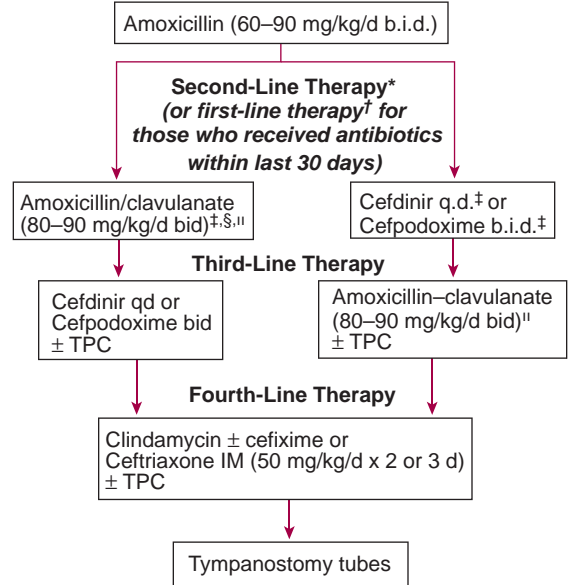 Amoxicillin (60–90 mg/kg/d b.i.d.)
Second-Line Therapy*
(or first-line therapy† for
those who received antibiotics
within last 30 days)
Amoxicillin/clavulanate
(80–90 mg/kg/d bid)‡,§,ıı
Cefdinir q.d.‡ or
Cefpodoxime b.i.d.‡
Third-Line Therapy
Cefdinir qd or
Cefpodoxime bid
± TPC
Amoxicillin–clavulanate
(80–90 mg/kg/d bid)ıı
± TPC
Fourth-Line Therapy
Clindamycin ± cefixime or
Ceftriaxone IM (50 mg/kg/d x 2 or 3 d)
± TPC
Tympanostomy tubes